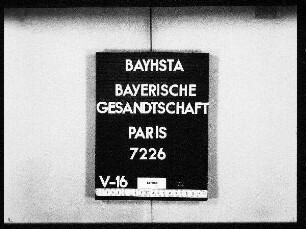 BAYHSTA
BAYERISCHE
GESANDTSCHAFT
PARIS
7226
V-16